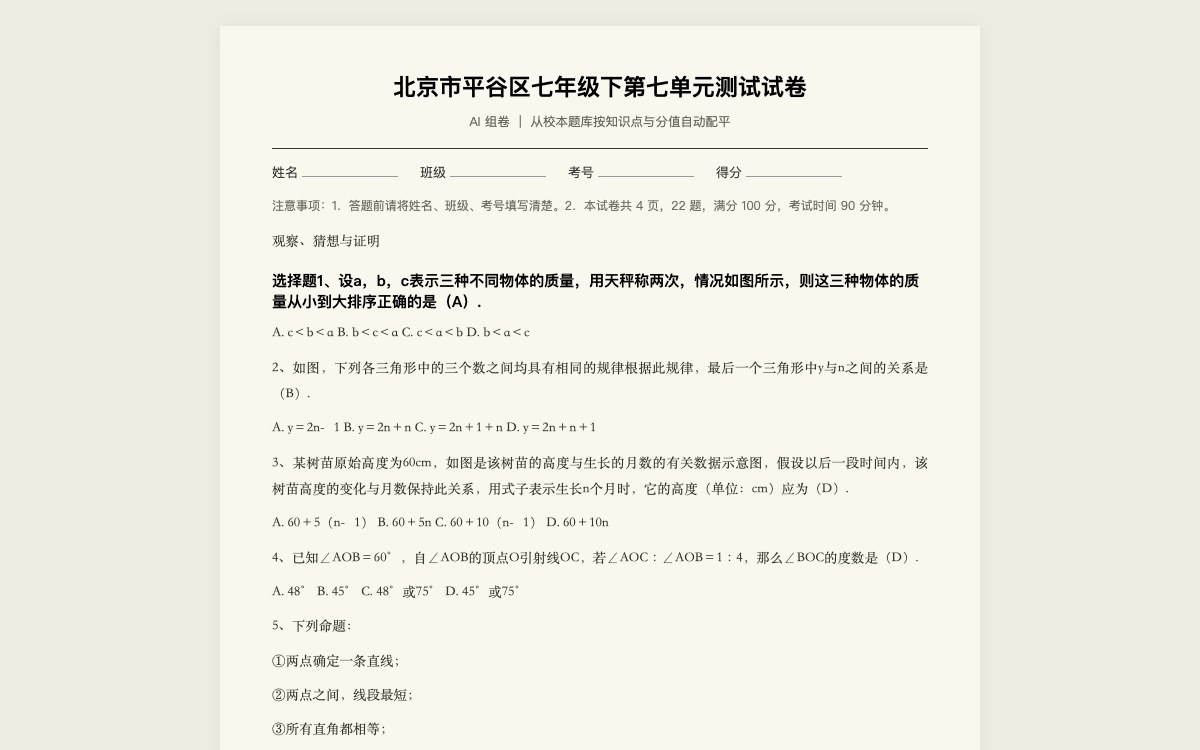 北京市平谷区七年级下第七单元测试试卷
AI 组卷 ｜ 从校本题库按知识点与分值自动配平
姓名 班级 考号 得分
注意事项：1. 答题前请将姓名、班级、考号填写清楚。2. 本试卷共 4 页，22 题，满分 100 分，考试时间 90 分钟。
观察、猜想与证明
选择题1、设a，b，c表示三种不同物体的质量，用天秤称两次，情况如图所示，则这三种物体的质
量从小到大排序正确的是（A）.
A. c＜b＜a B. b＜c＜a C. c＜a＜b D. b＜a＜c
2、如图，下列各三角形中的三个数之间均具有相同的规律根据此规律，最后一个三角形中y与n之间的关系是
（B）.
A. y＝2n- 1 B. y＝2n＋n C. y＝2n＋1＋n D. y＝2n＋n＋1
3、某树苗原始高度为60cm，如图是该树苗的高度与生长的月数的有关数据示意图，假设以后一段时间内，该
树苗高度的变化与月数保持此关系，用式子表示生长n个月时，它的高度（单位：cm）应为（D）.
A. 60＋5（n- 1） B. 60＋5n C. 60＋10（n- 1） D. 60＋10n
4、已知∠AOB＝60°，自∠AOB的顶点O引射线OC，若∠AOC∶∠AOB＝1∶4，那么∠BOC的度数是（D）.
A. 48° B. 45° C. 48°或75° D. 45°或75°
5、下列命题：
①两点确定一条直线；
②两点之间，线段最短；
③所有直角都相等；